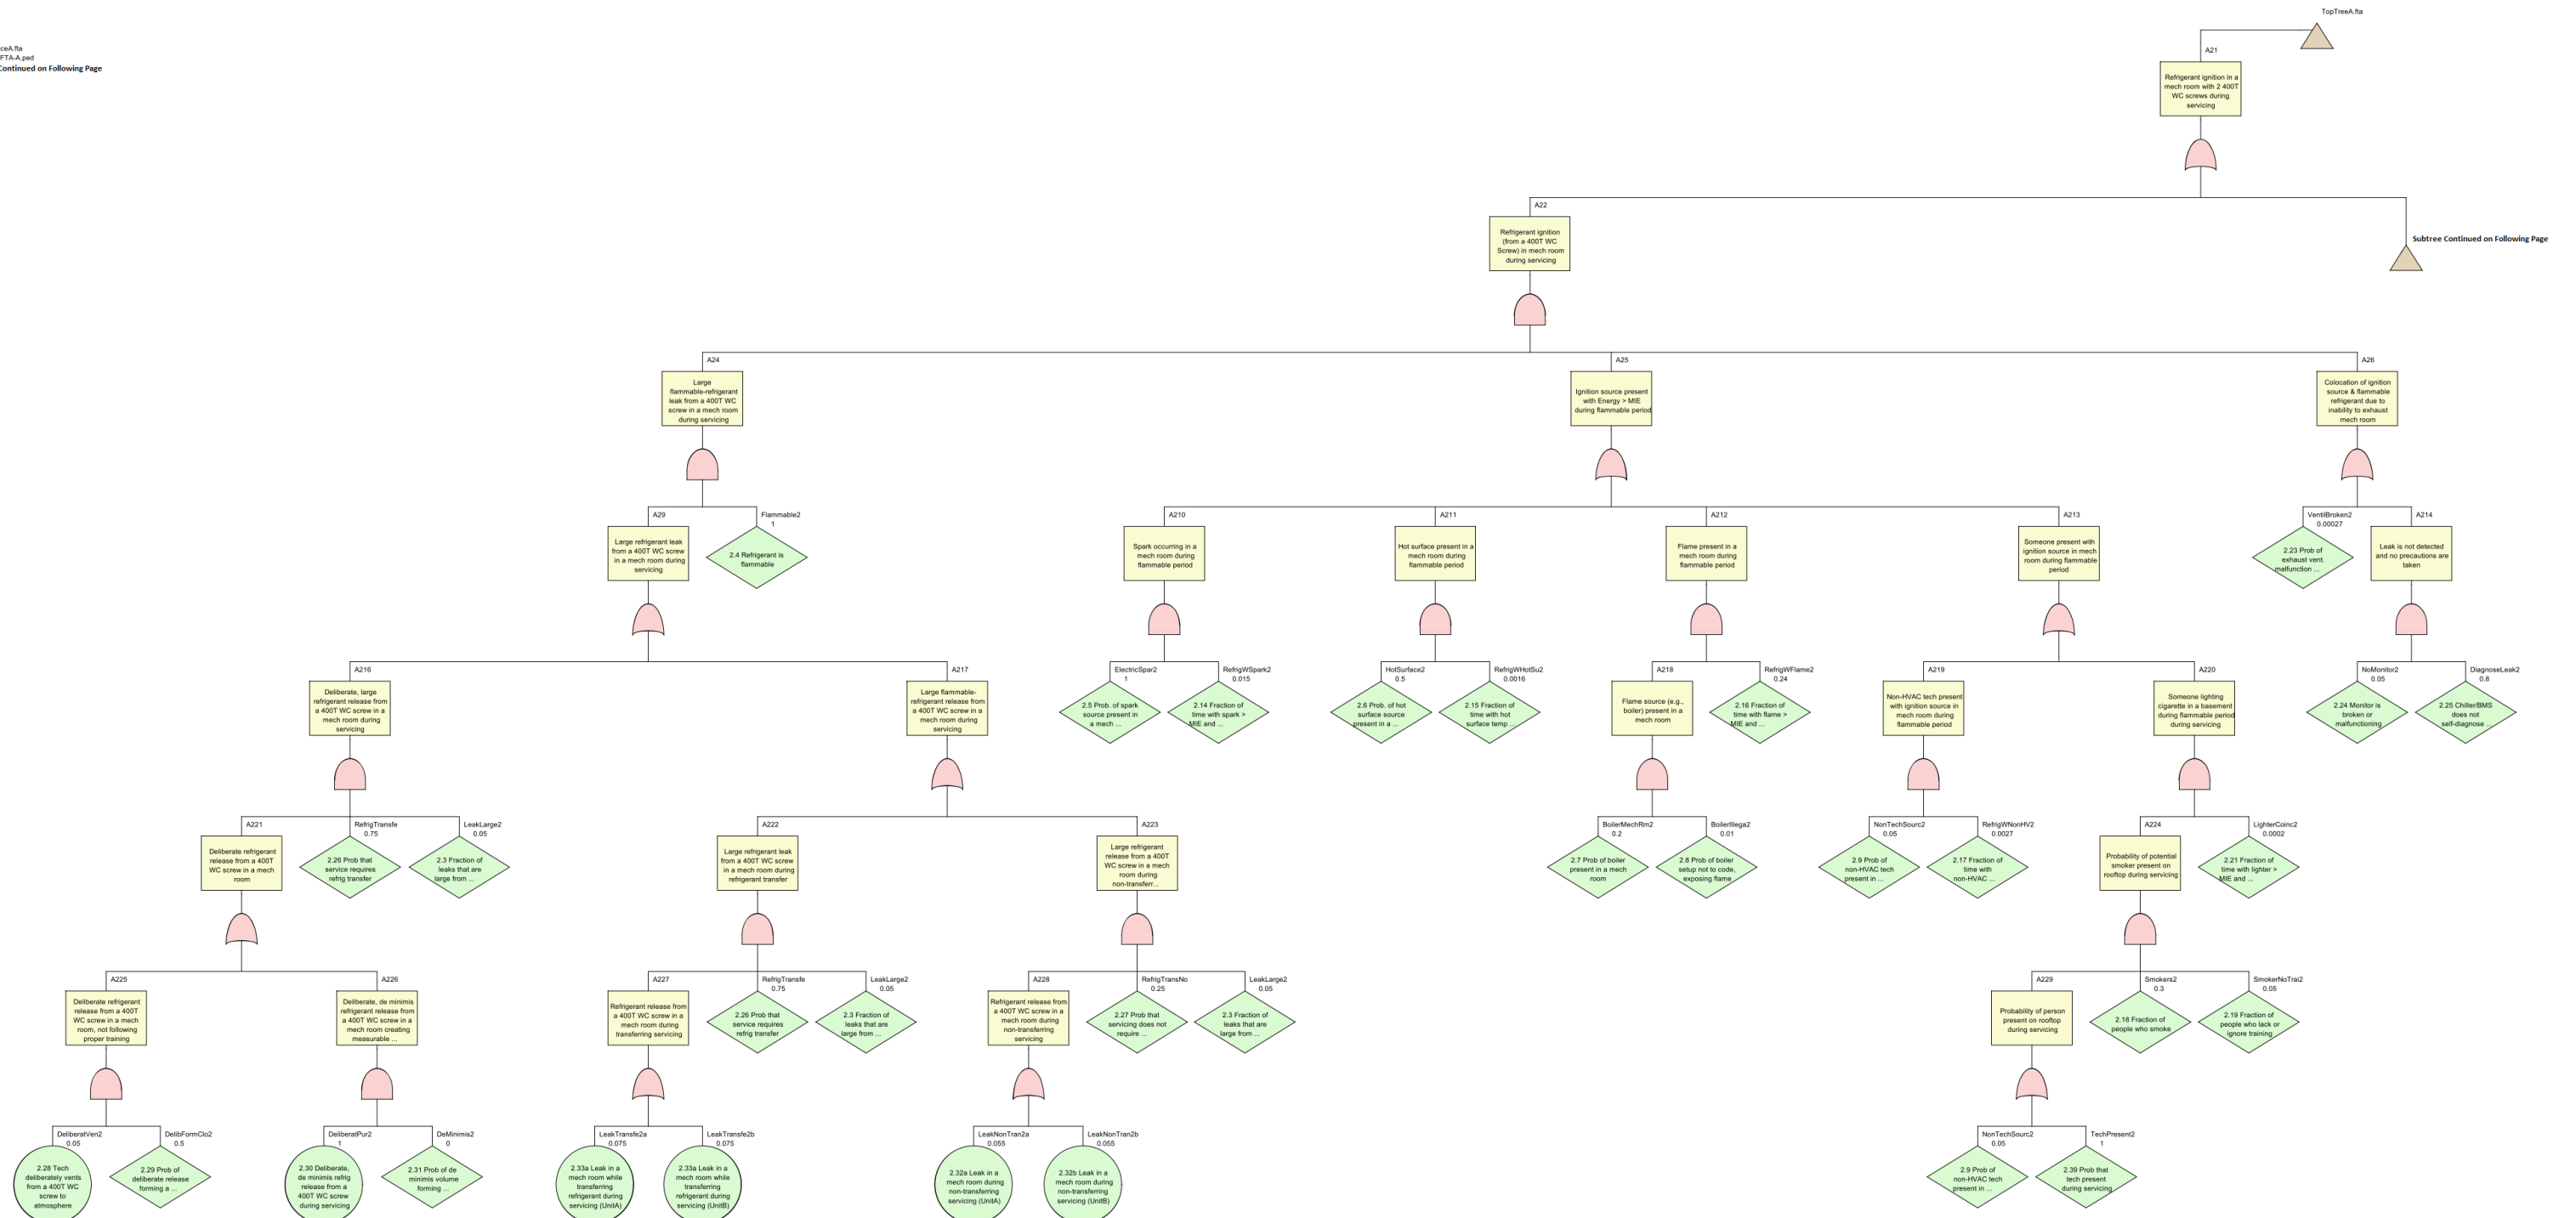 TopTreeA.fta
ceA.fta
FTA-A.ped
Continued on Following Page
A21
Refrigerant ignition in a
mech room with 2 400T
WC screws during
servicing
A22
Refrigerant ignition
(from a 400T WC
Screw) in mech room
during servicing
Subtree Continued on Following Page
A24
Large
flammable-refrigerant
leak from a 400T WC
screw in a mech room
during servicing
A25
Ignition source present
with Energy > MIE
during flammable period
A26
Colocation of ignition
source & flammable
refrigerant due to
inability to exhaust
mech room
A29
Large refrigerant leak
from a 400T WC screw
in a mech room during
servicing
Flammable2
1
2.4 Refrigerant is
flammable
A210
Spark occurring in a
mech room during
flammable period
A211
Hot surface present in a
mech room during
flammable period
A212
Flame present in a
mech room during
flammable period
A213
Someone present with
ignition source in mech
room during flammable
period
VentilBroken2
0.00027
2.23 Prob of
exhaust vent.
malfunction ...
A214
Leak is not detected
and no precautions are
taken
A216
Deliberate, large
refrigerant release from
a 400T WC screw in a
mech room during
servicing
A217
Large flammable-
refrigerant release from
a 400T WC screw in a
mech room during
servicing
ElectricSpar2
1
2.5 Prob. of spark
source present in
a mech ...
RefrigWSpark2
0.015
2.14 Fraction of
time with spark >
MIE and ...
HotSurface2
0.5
2.6 Prob. of hot
surface source
present in a ...
RefrigWHotSu2
0.0016
2.15 Fraction of
time with hot
surface temp ...
A218
Flame source (e.g.,
boiler) present in a
mech room
RefrigWFlame2
0.24
2.16 Fraction of
time with flame >
MIE and ...
A219
Non-HVAC tech present
with ignition source in
mech room during
flammable period
A220
Someone lighting
cigarette in a basement
during flammable period
during servicing
NoMonitor2
0.05
2.24 Monitor is
broken or
malfunctioning
DiagnoseLeak2
0.8
2.25 Chiller/BMS
does not
self-diagnose ...
A221
Deliberate refrigerant
release from a 400T
WC screw in a mech
room
RefrigTransfe
0.75
2.26 Prob that
service requires
refrig transfer
LeakLarge2
0.05
2.3 Fraction of
leaks that are
large from ...
A222
Large refrigerant leak
from a 400T WC screw
in a mech room during
refrigerant transfer
A223
Large refrigerant
release from a 400T
WC screw in a mech
room during
non-transferr...
BoilerMechRm2
0.2
2.7 Prob of boiler
present in a mech
room
BoilerIllega2
0.01
2.8 Prob of boiler
setup not to code,
exposing flame
NonTechSourc2
0.05
2.9 Prob of
non-HVAC tech
present in ...
RefrigWNonHV2
0.0027
2.17 Fraction of
time with
non-HVAC ...
A224
Probability of potential
smoker present on
rooftop during servicing
LighterCoinc2
0.0002
2.21 Fraction of
time with lighter >
MIE and ...
A225
Deliberate refrigerant
release from a 400T
WC screw in a mech
room, not following
proper training
A226
Deliberate, de minimis
refrigerant release from
a 400T WC screw in a
mech room creating
measurable ...
A227
Refrigerant release from
a 400T WC screw in a
mech room during
transferring servicing
RefrigTransfe
0.75
2.26 Prob that
service requires
refrig transfer
LeakLarge2
0.05
2.3 Fraction of
leaks that are
large from ...
A228
Refrigerant release from
a 400T WC screw in a
mech room during
non-transferring
servicing
RefrigTransNo
0.25
2.27 Prob that
servicing does not
require ...
LeakLarge2
0.05
2.3 Fraction of
leaks that are
large from ...
A229
Probability of person
present on rooftop
during servicing
Smokers2
0.3
2.18 Fraction of
people who smoke
SmokerNoTrai2
0.05
2.19 Fraction of
people who lack or
ignore training
DeliberatVen2
0.05
2.28 Tech
deliberately vents
from a 400T WC
screw to
atmosphere
DelibFormClo2
0.5
2.29 Prob of
deliberate release
forming a ...
DeliberatPur2
1
2.30 Deliberate,
de minimis refrig
release from a
400T WC screw
during servicing
DeMinimis2
0
2.31 Prob of de
minimis volume
forming ...
LeakTransfe2a
0.075
2.33a Leak in a
mech room while
transferring
refrigerant during
servicing (UnitA)
LeakTransfe2b
0.075
2.33a Leak in a
mech room while
transferring
refrigerant during
servicing (UnitB)
LeakNonTran2a
0.055
2.32a Leak in a
mech room during
non-transferring
servicing (UnitA)
LeakNonTran2b
0.055
2.32b Leak in a
mech room during
non-transferring
servicing (UnitB)
NonTechSourc2
0.05
2.9 Prob of
non-HVAC tech
present in ...
TechPresent2
1
2.39 Prob that
tech present
during servicing